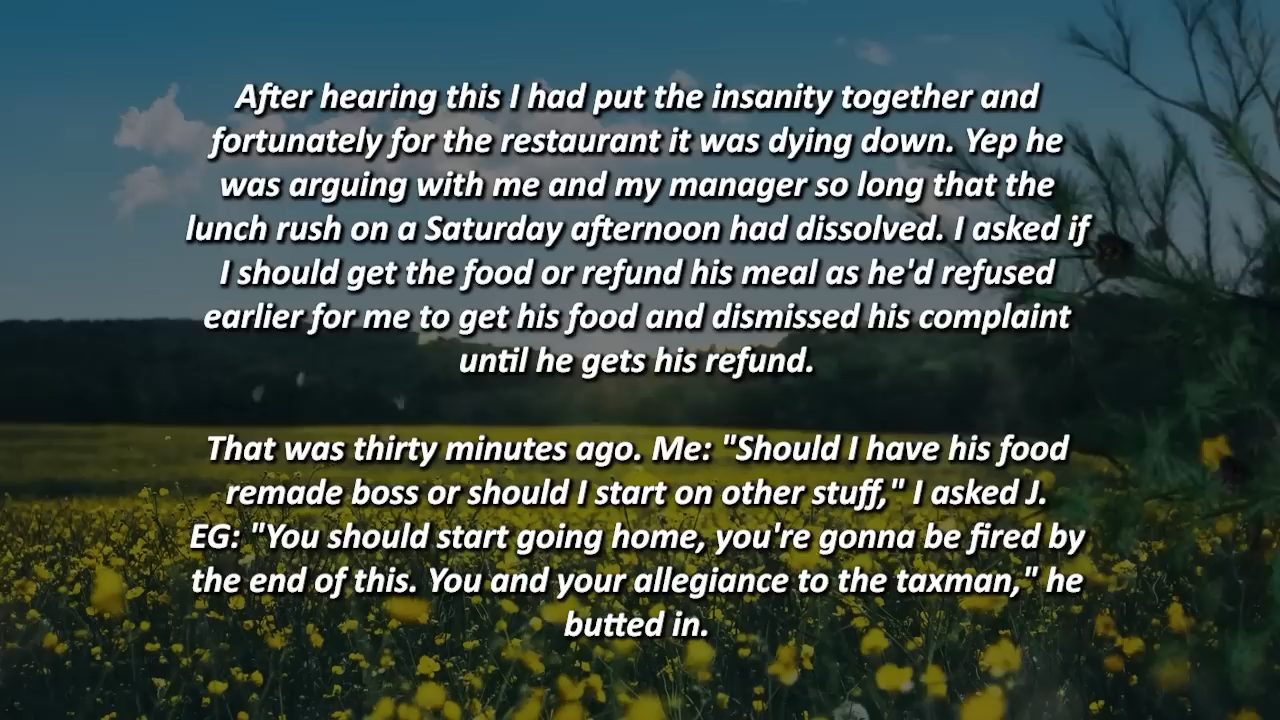 After hearing this I had put the insanity together and
fortunately for the restaurant it was dying down. Yep he
was arguing with me and my manager so long that the
lunch rush on a Saturday afternoon had dissolved. I asked if
I should get the food or refund his meal as he'd refused
earlier for me to get his food and dismissed his complaint
until he gets his refund.
That was thirty minutes ago. Me: "Should I have his food
remade boss or should I start on other stuff," I asked J.
EG: "You should start going home, you're gonna be fired by
the end of this. You and your allegiance to the taxman," he
butted in.